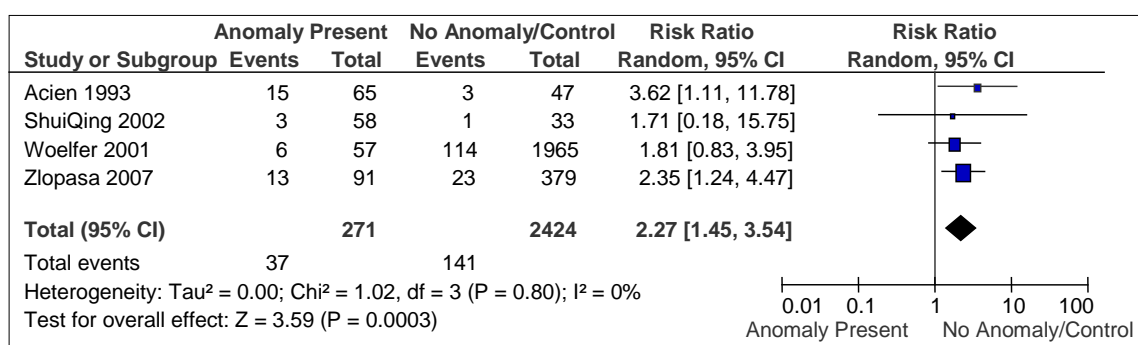 Anomaly Present No Anomaly/Control Risk Ratio Risk Ratio
Study or Subgroup Events Total Events Total Random, 95% CI Random, 95% CI
Acien 1993 15 65 3 47 3.62 [1.11, 11.78]
ShuiQing 2002 3 58 1 33 1.71 [0.18, 15.75]
Woelfer 2001 6 57 114 1965 1.81 [0.83, 3.95]
Zlopasa 2007 13 91 23 379 2.35 [1.24, 4.47]
Total (95% CI) 271 2424 2.27 [1.45, 3.54]
Total events 37 141
Heterogeneity: Tau² = 0.00; Chi² = 1.02, df = 3 (P = 0.80); I² = 0%
Test for overall effect: Z = 3.59 (P = 0.0003)
0.01 0.1 1 10 100
Anomaly Present No Anomaly/Control